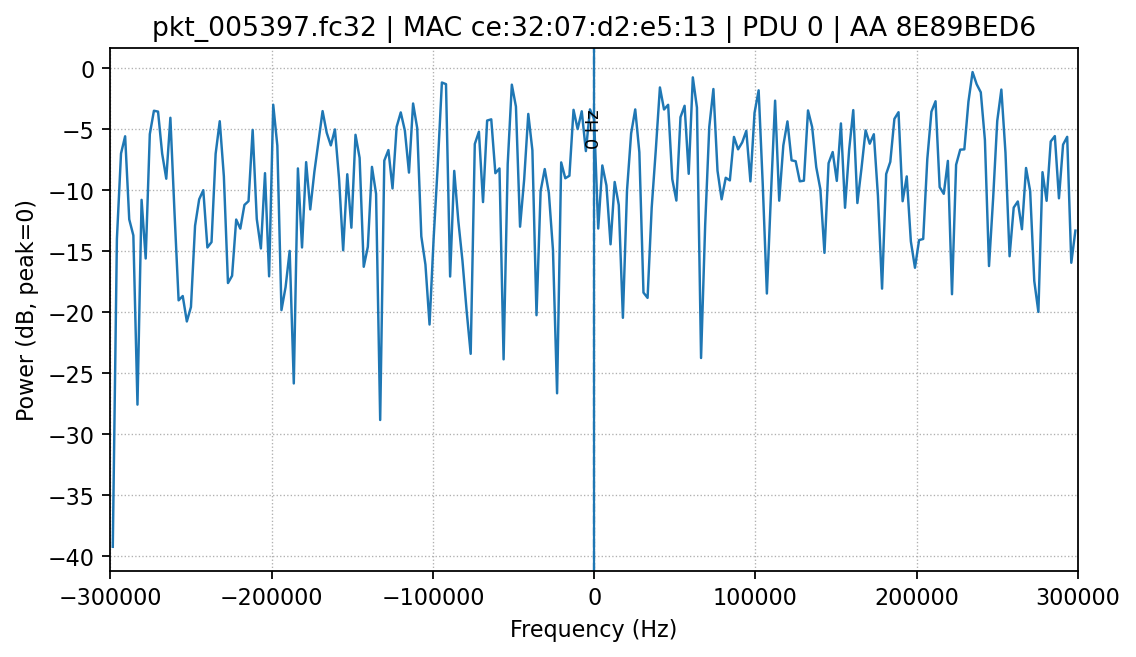 pkt_005397.fc32 | MAC ce:32:07:d2:e5:13 | PDU 0 | AA 8E89BED6
0
−5
−10
−15
−20
−25
−30
−35
−40
Power (dB, peak=0)
0 Hz
−300000 −200000 −100000 0 100000 200000 300000
Frequency (Hz)